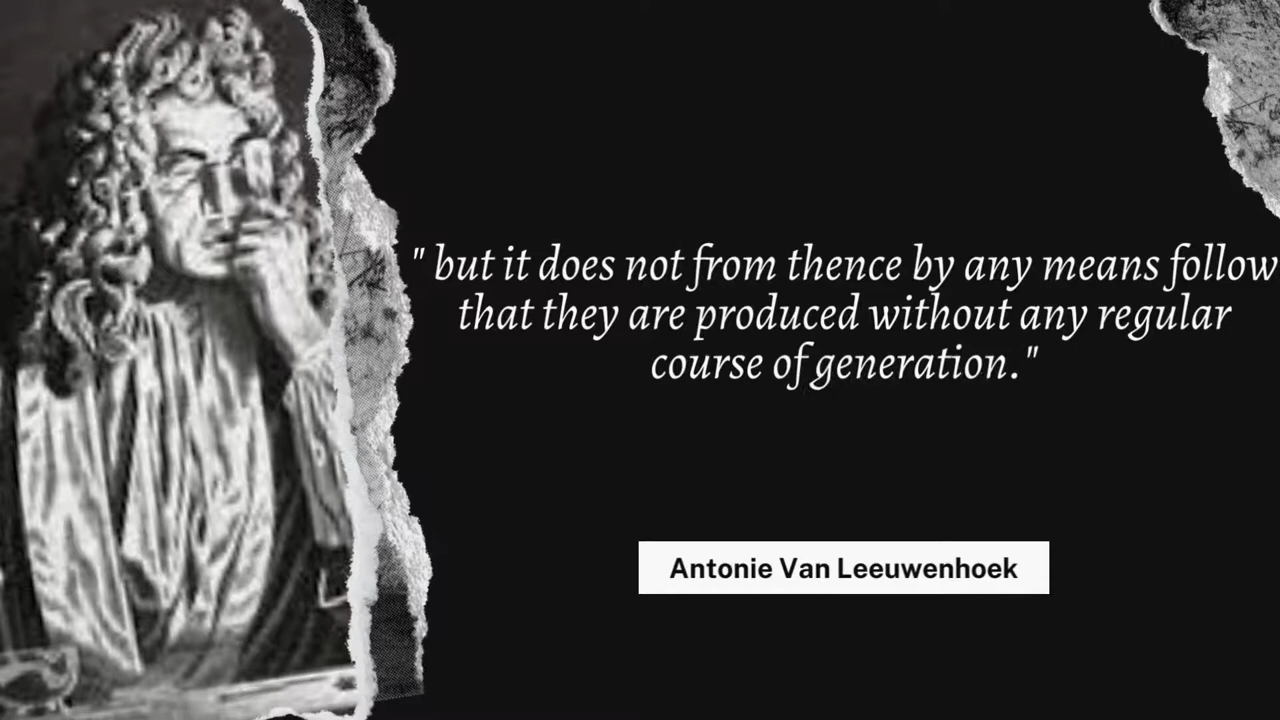 " but it does not from thence by any means follow
that they are produced without any regular
course of generation."
Antonie Van Leeuwenhoek